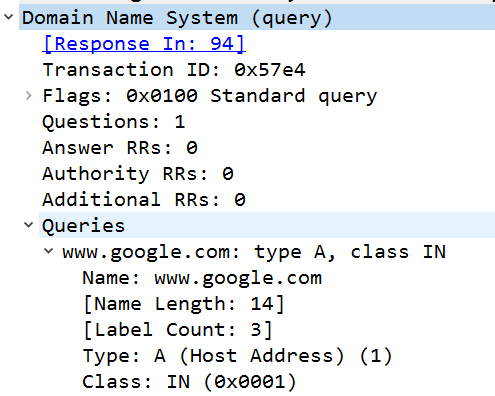 Domain Name System (query)
[Response In: 94]
Transaction ID: 0x57e4
Flags: 0x0100 Standard query
Questions: 1
Answer RRs: 0
Authority RRs: 0
Additional RRs: 0
Queries
www.google.com: type A, class IN
Name: www.google.com
[Name Length: 14]
[Label Count: 3]
Type: A (Host Address) (1)
Class: IN (0x0001)